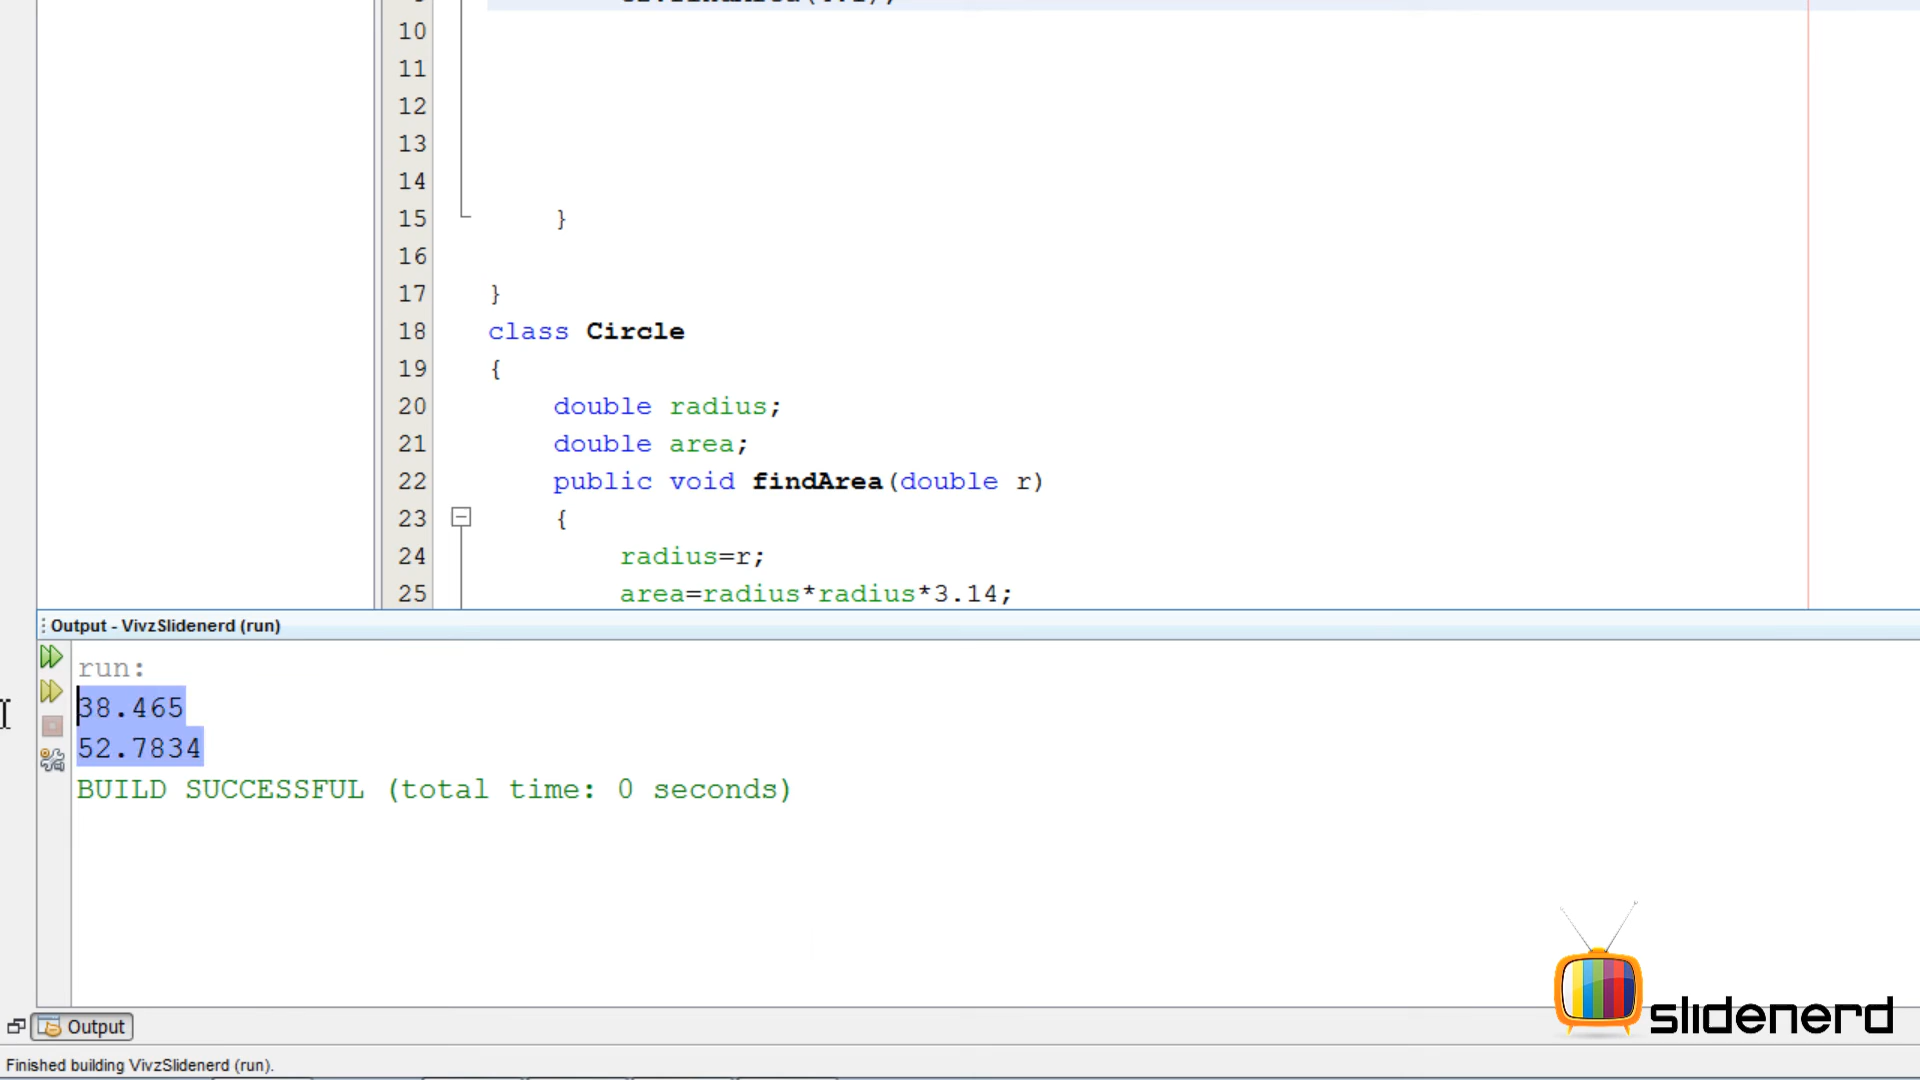 10
11
12
13
14
15 }
16
17 }
18 class Circle
19 {
20 double radius;
21 double area;
22 public void findArea(double r)
23 {
24 radius=r;
25 area=radius*radius*3.14;
Output - VivzSlidenerd (run)
run:
38.465
52.7834
BUILD SUCCESSFUL (total time: 0 seconds)
slidenerd
Output
Finished building VivzSlidenerd (run).